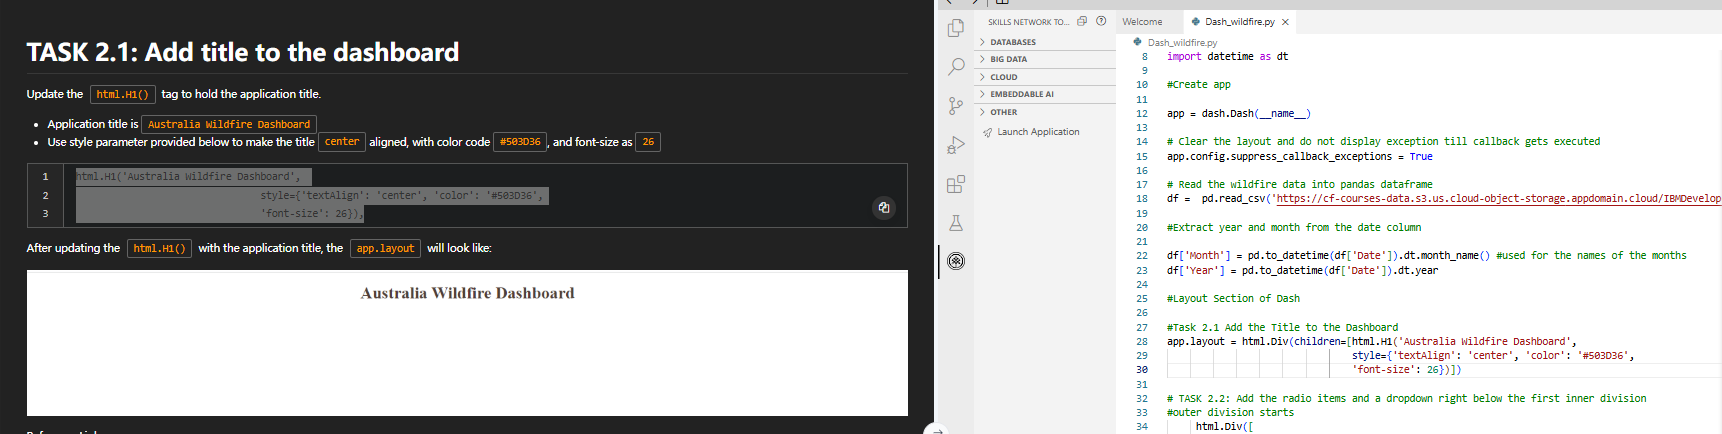 TASK 2.1: Add title to the dashboard
Update the html.H1() tag to hold the application title.
• Application title is Australia Wildfire Dashboard
• Use style parameter provided below to make the title center aligned, with color code #503D36, and font-size as 26
1 html.H1('Australia Wildfire Dashboard',
2 style={'textAlign': 'center', 'color': '#503D36',
3 'font-size': 26}),
After updating the html.H1() with the application title, the app.layout will look like:
Australia Wildfire Dashboard
SKILLS NETWORK TO...
DATABASES
BIG DATA
CLOUD
EMBEDDABLE AI
OTHER
Launch Application
Welcome Dash_wildfire.py
Dash_wildfire.py
8 import datetime as dt
9
10 #Create app
11
12 app = dash.Dash(__name__)
13
14 # Clear the layout and do not display exception till callback gets executed
15 app.config.suppress_callback_exceptions = True
16
17 # Read the wildfire data into pandas dataframe
18 df = pd.read_csv('https://cf-courses-data.s3.us.cloud-object-storage.appdomain.cloud/IBMDevelop
19
20 #Extract year and month from the date column
21
22 df['Month'] = pd.to_datetime(df['Date']).dt.month_name() #used for the names of the months
23 df['Year'] = pd.to_datetime(df['Date']).dt.year
24
25 #Layout Section of Dash
26
27 #Task 2.1 Add the Title to the Dashboard
28 app.layout = html.Div(children=[html.H1('Australia Wildfire Dashboard',
29 style={'textAlign': 'center', 'color': '#503D36',
30 'font-size': 26})])
31
32 # TASK 2.2: Add the radio items and a dropdown right below the first inner division
33 #outer division starts
34 html.Div([